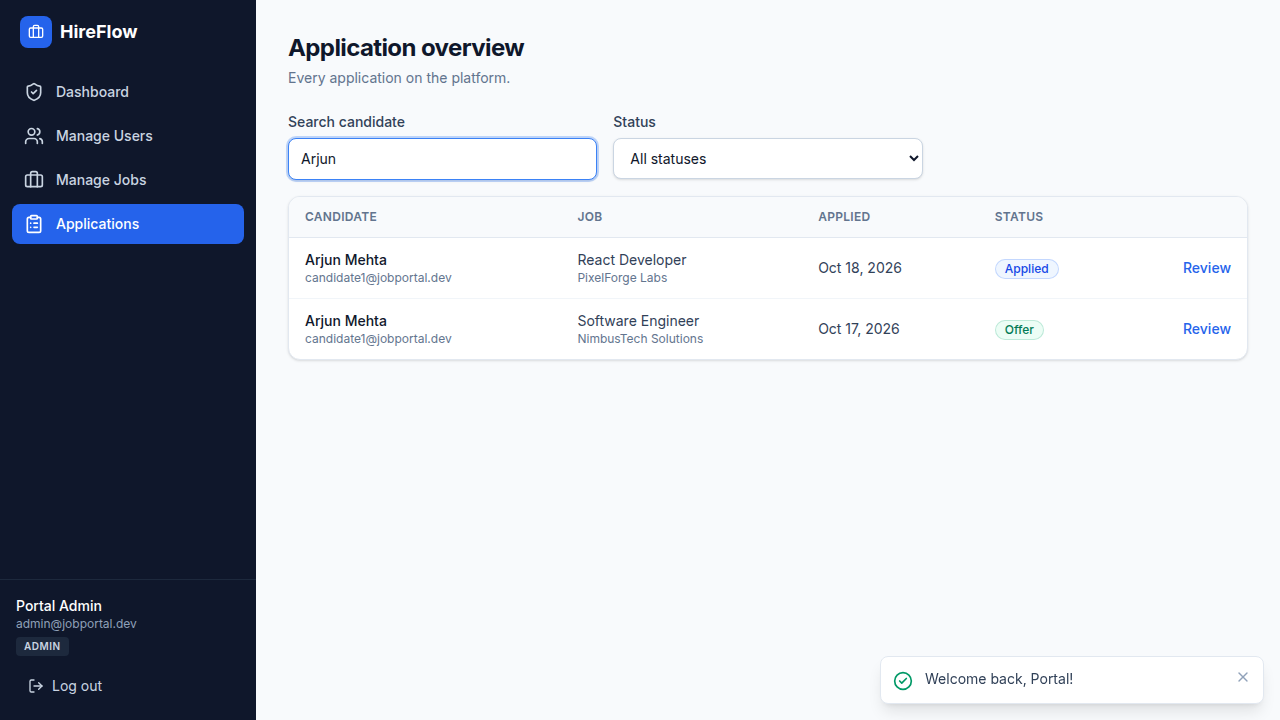 HireFlow
Dashboard
Manage Users
Manage Jobs
Applications
Portal Admin
admin@jobportal.dev
ADMIN
Log out
Application overview
Every application on the platform.
Search candidate
Status
Arjun
All statuses
CANDIDATE JOB APPLIED STATUS
Arjun Mehta React Developer Oct 18, 2026 Applied Review
candidate1@jobportal.dev PixelForge Labs
Arjun Mehta Software Engineer Oct 17, 2026 Offer Review
candidate1@jobportal.dev NimbusTech Solutions
Welcome back, Portal!